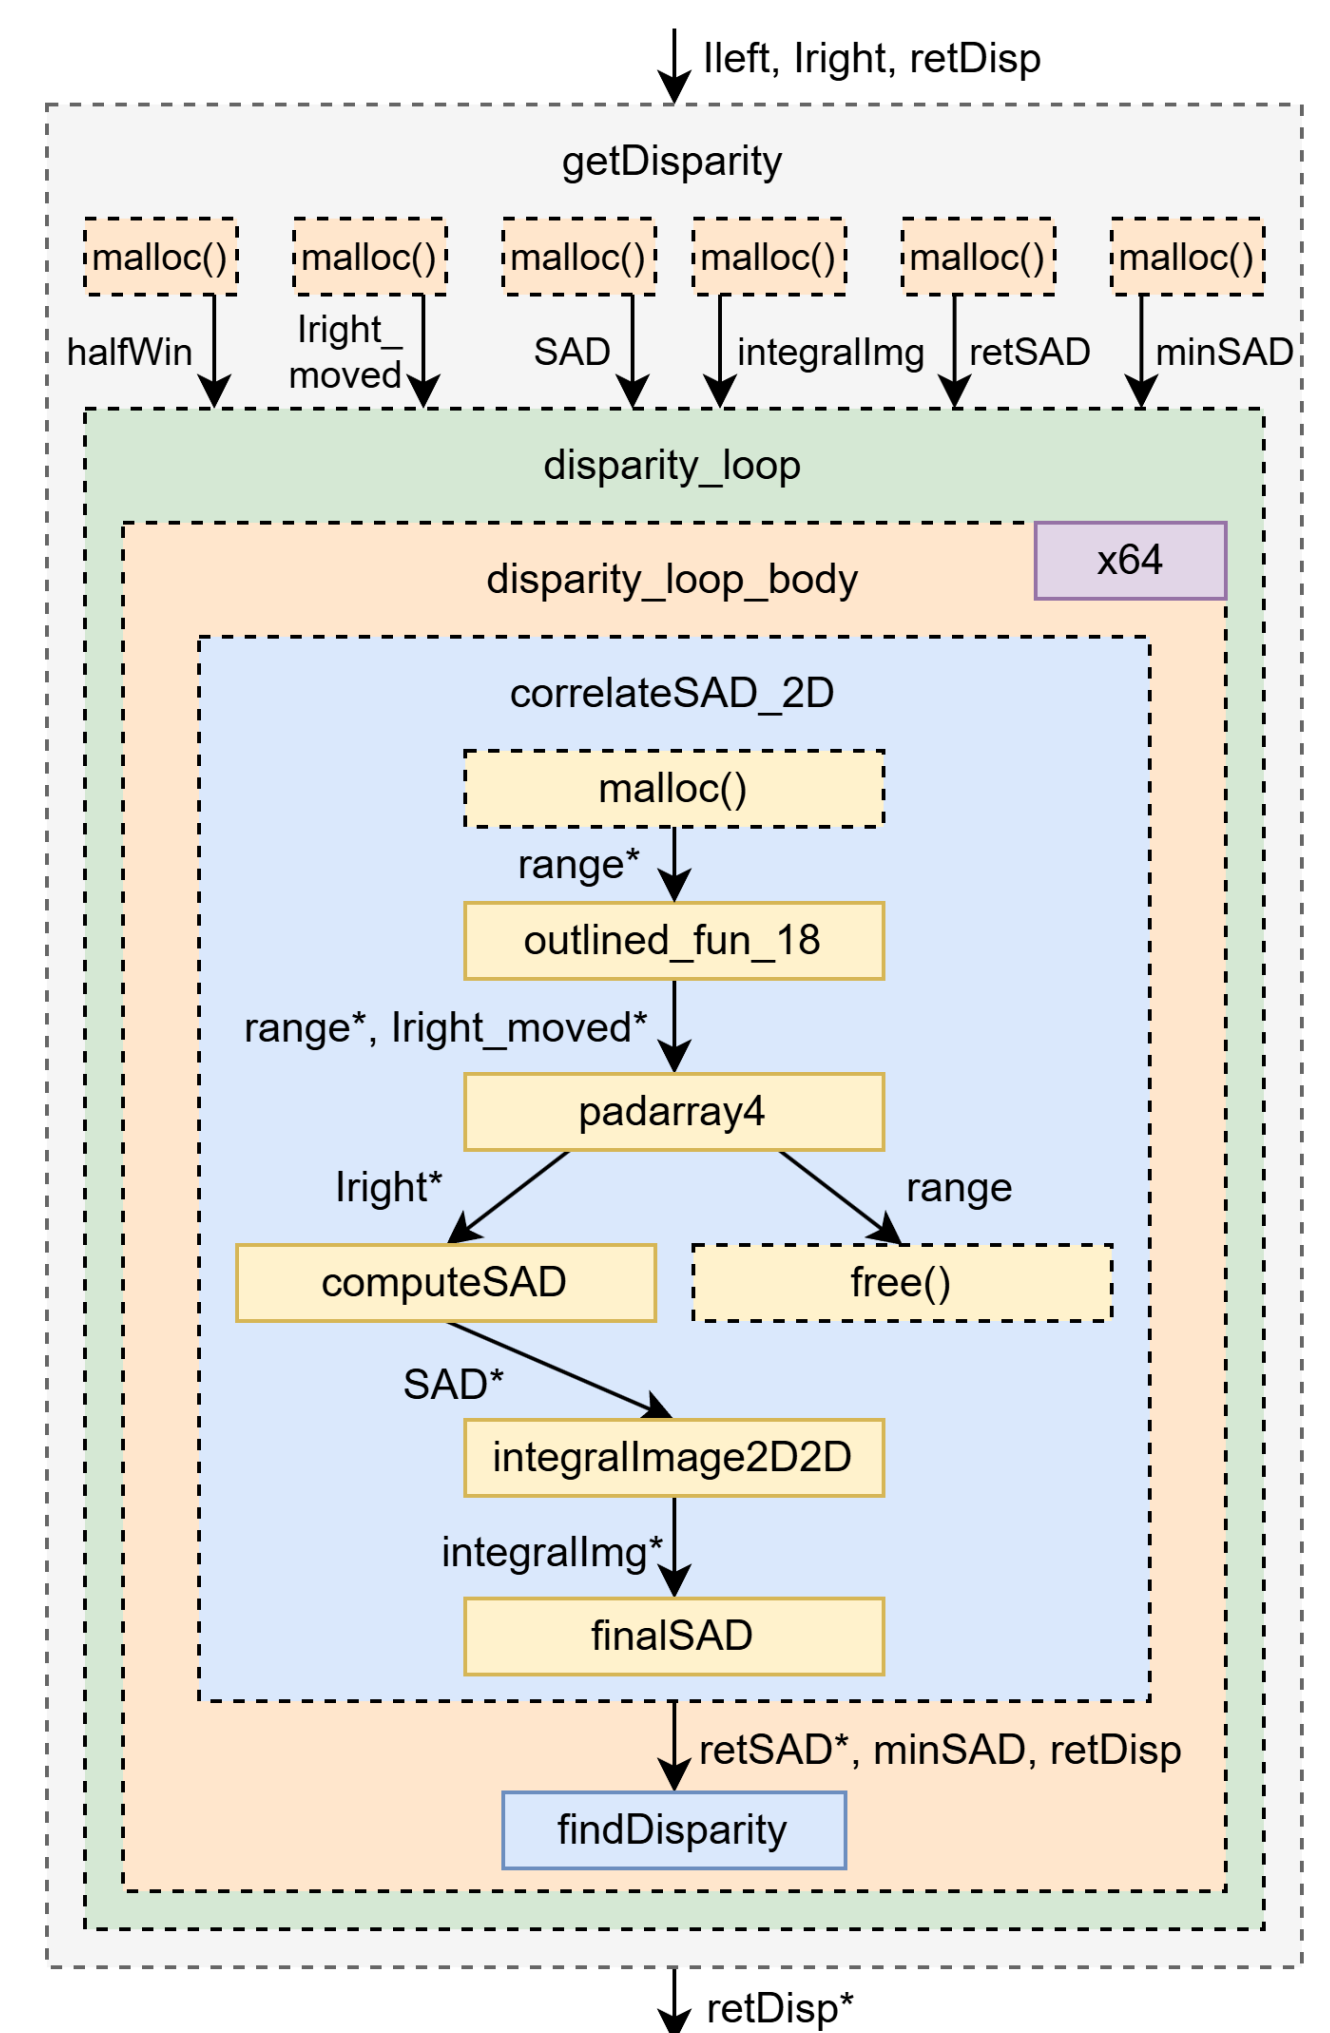 Ileft, Iright, retDisp
getDisparity
malloc() malloc() malloc() malloc() malloc() malloc()
halfWin
Iright_
moved
SAD
integralImg
retSAD
minSAD
disparity_loop
x64
disparity_loop_body
correlateSAD_2D
malloc()
range*
outlined_fun_18
range*, Iright_moved*
padarray4
Iright*
range
computeSAD
free()
SAD*
integralImage2D2D
integralImg*
finalSAD
retSAD*, minSAD, retDisp
findDisparity
retDisp*